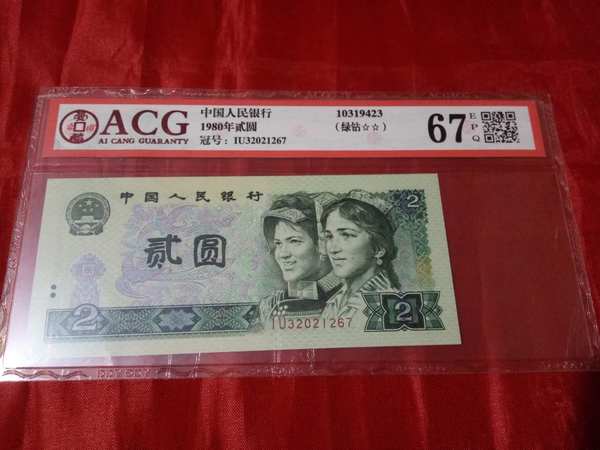 ACG
AI CANG GUARANTY
中国人民银行
1980年贰圆
冠号：IU32021267
10319423
（绿钻☆☆）
67
EPQ
中国人民银行
2
贰圆
2
2
IU32021267